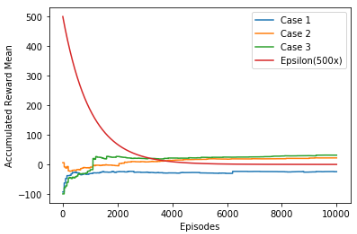 500
400
300
200
100
0
−100
0
2000
4000
6000
8000
10000
Accumulated Reward Mean
Episodes
Case 1
Case 2
Case 3
Epsilon(500x)